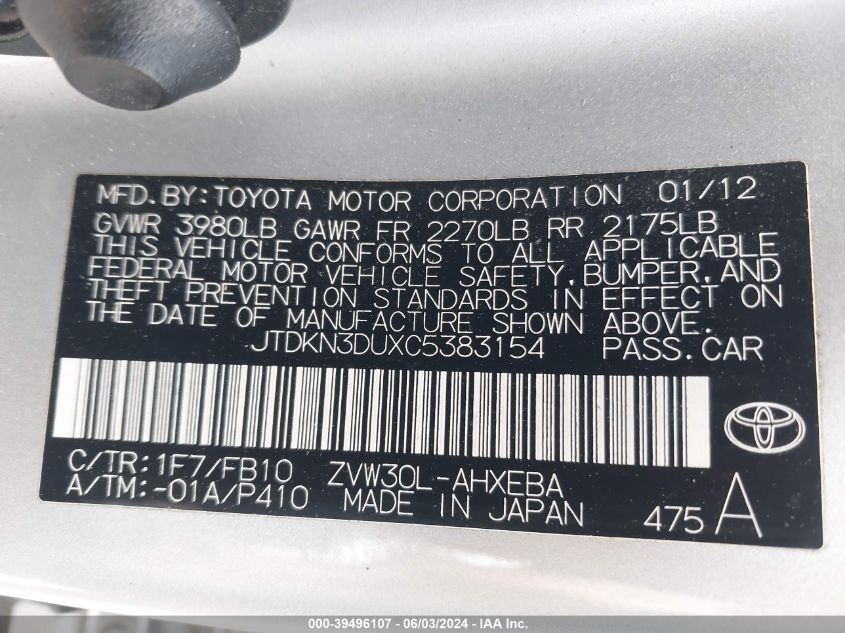 MFD.BY:TOYOTA MOTOR CORPORATION 01/12
GVWR 3980LB GAWR FR 2270LB RR 2175LB
THIS VEHICLE CONFORMS TO ALL APPLICABLE
FEDERAL MOTOR VEHICLE SAFETY,BUMPER,AND
THEFT PREVENTION STANDARDS IN EFFECT ON
THE DATE OF MANUFACTURE SHOWN ABOVE.
JTDKN3DUXC5383154 PASS.CAR
C/TR:1F7/FB10 ZVW30L-AHXEBA
A/TM:-01A/P410 MADE IN JAPAN 475 A
000-39496107 - 06/03/2024 - IAA Inc.